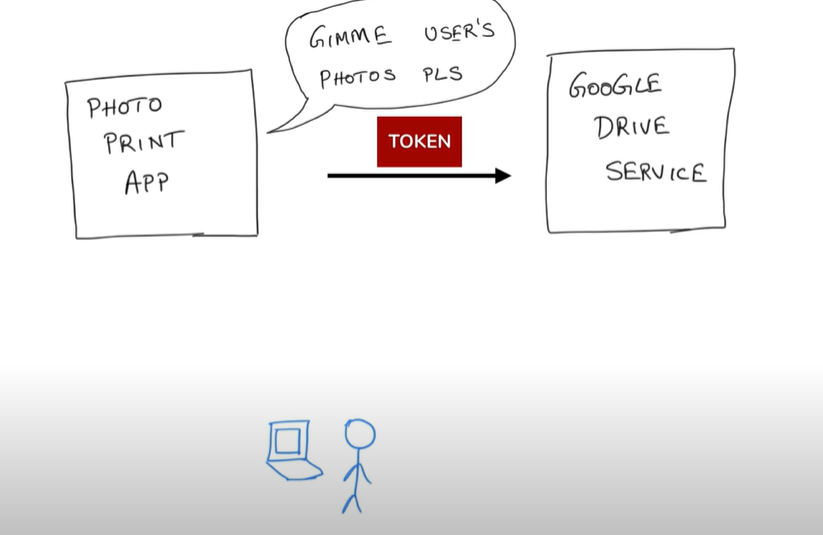 GIMME USER'S
PHOTOS PLS
PHOTO
PRINT
APP
TOKEN
GOOGLE
DRIVE
SERVICE